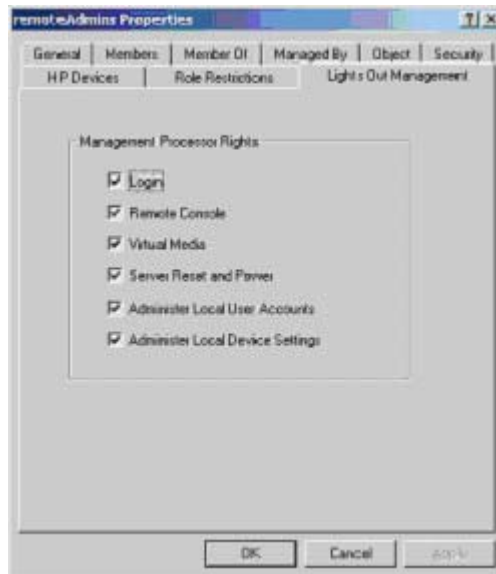 remoteAdmins Properties
General Members Member Of Managed By Object Security
HP Devices Role Restrictions Lights Out Management
Management Processor Rights
Login
Remote Console
Virtual Media
Server Reset and Power
Administer Local User Accounts
Administer Local Device Settings
OK Cancel Apply